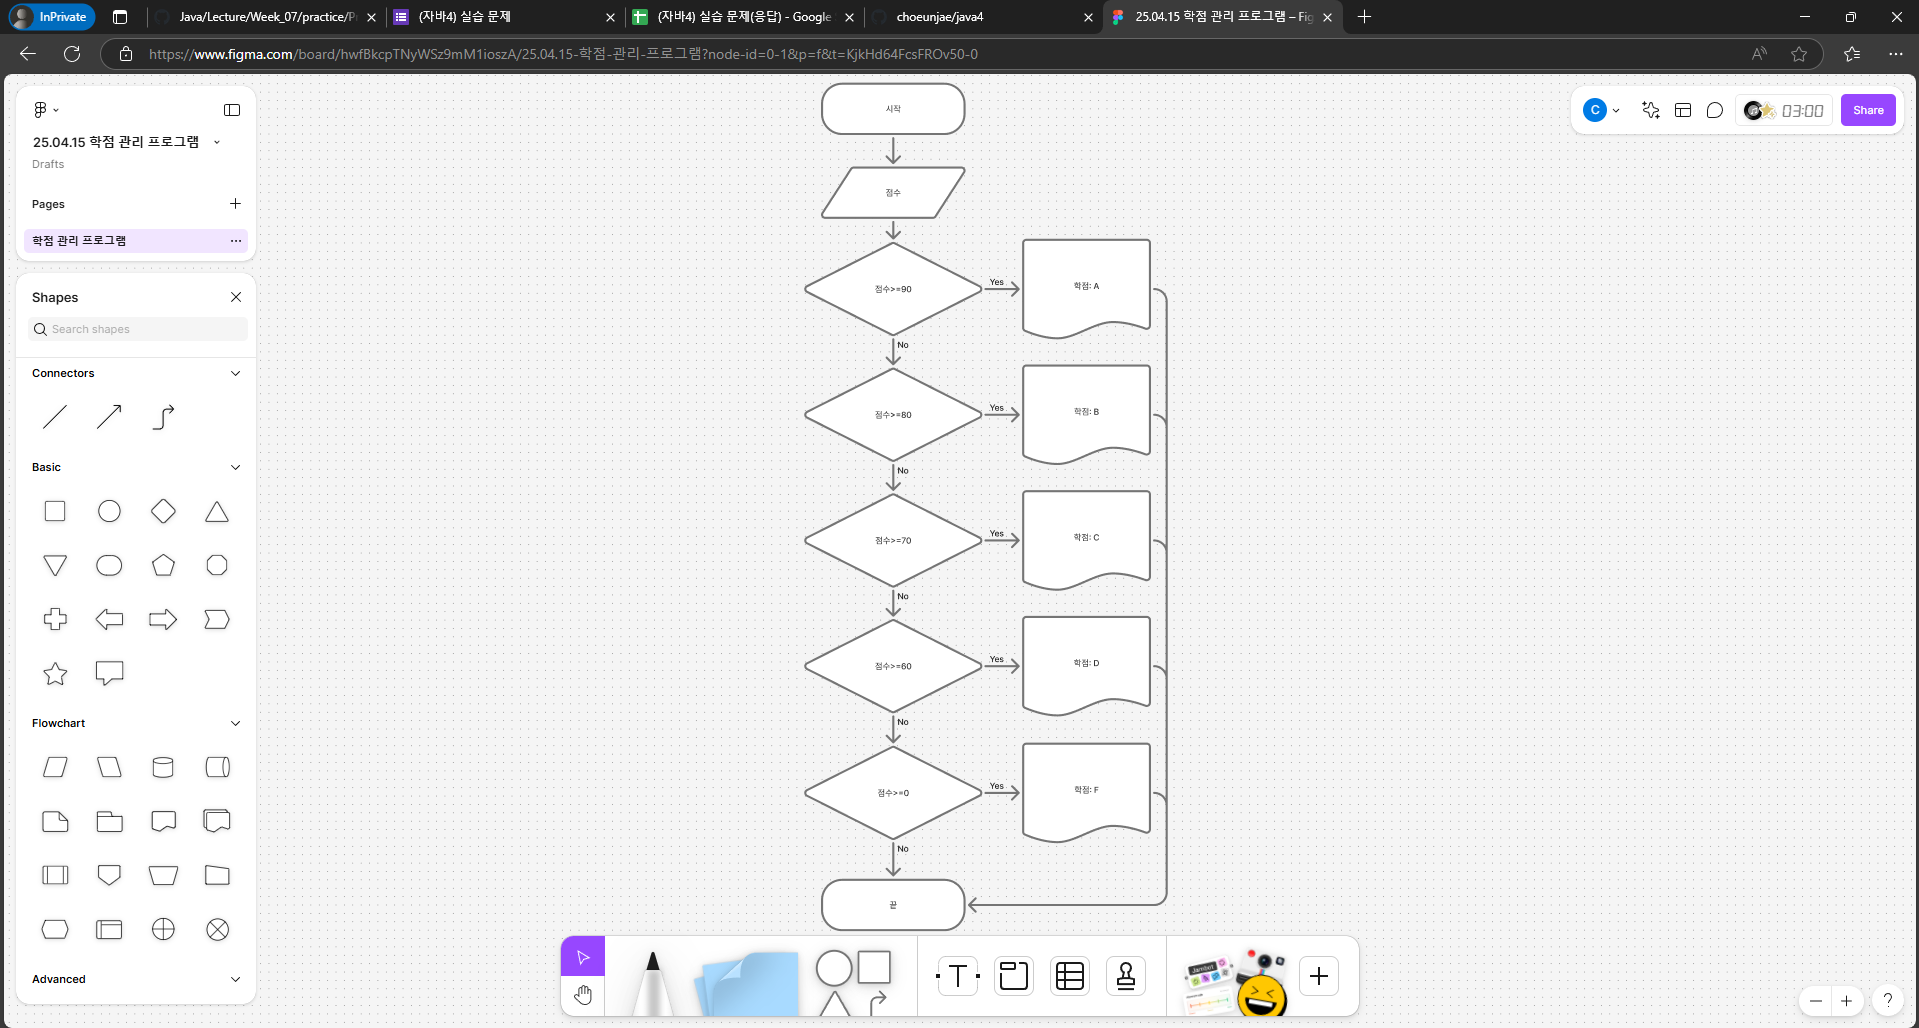 InPrivate
Java/Lecture/Week_07/practice/P
(자바4) 실습 문제
(자바4) 실습 문제(응답) - Google
choeunjae/java4
25.04.15 학점 관리 프로그램 – Fig
https://www.figma.com/board/hwfBkcpTNyWSz9mM1ioszA/25.04.15-학점-관리-프로그램?node-id=0-1&p=f&t=KjkHd64FcsFROv50-0
25.04.15 학점 관리 프로그램
Drafts
Pages
학점 관리 프로그램
Shapes
Search shapes
Connectors
Basic
Flowchart
Advanced
C
03:00
Share
시작
점수
점수>=90
Yes
학점: A
No
점수>=80
Yes
학점: B
No
점수>=70
Yes
학점: C
No
점수>=60
Yes
학점: D
No
점수>=0
Yes
학점: F
No
끝
T
Jambot
?